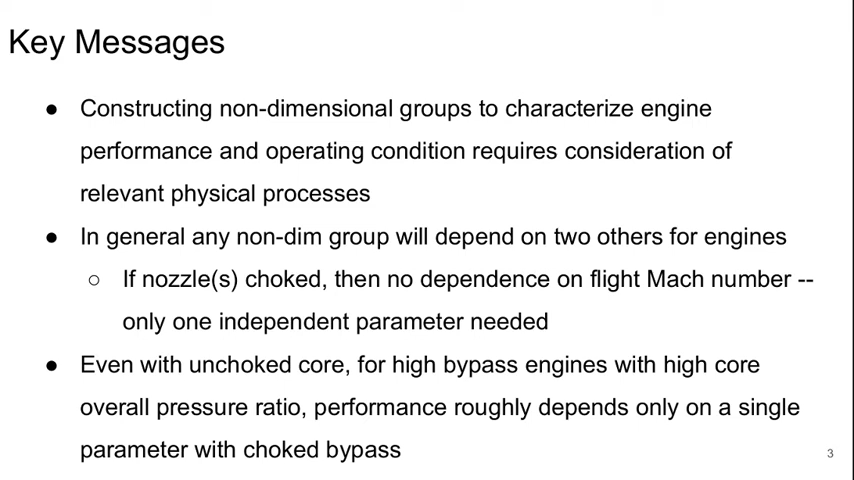 Key Messages
● Constructing non-dimensional groups to characterize engine
performance and operating condition requires consideration of
relevant physical processes
● In general any non-dim group will depend on two others for engines
○ If nozzle(s) choked, then no dependence on flight Mach number --
only one independent parameter needed
● Even with unchoked core, for high bypass engines with high core
overall pressure ratio, performance roughly depends only on a single
parameter with choked bypass
3